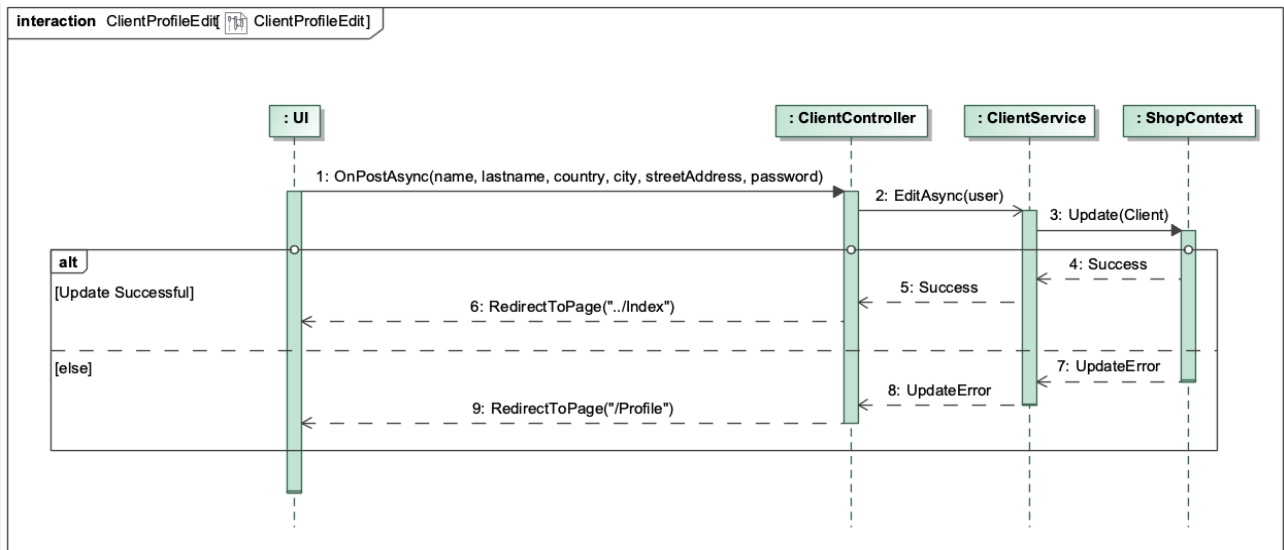 interaction ClientProfileEdit[ ClientProfileEdit]
: UI
: ClientController
: ClientService
: ShopContext
1: OnPostAsync(name, lastname, country, city, streetAddress, password)
2: EditAsync(user)
3: Update(Client)
alt
[Update Successful]
4: Success
5: Success
6: RedirectToPage("../Index")
[else]
7: UpdateError
8: UpdateError
9: RedirectToPage("/Profile")